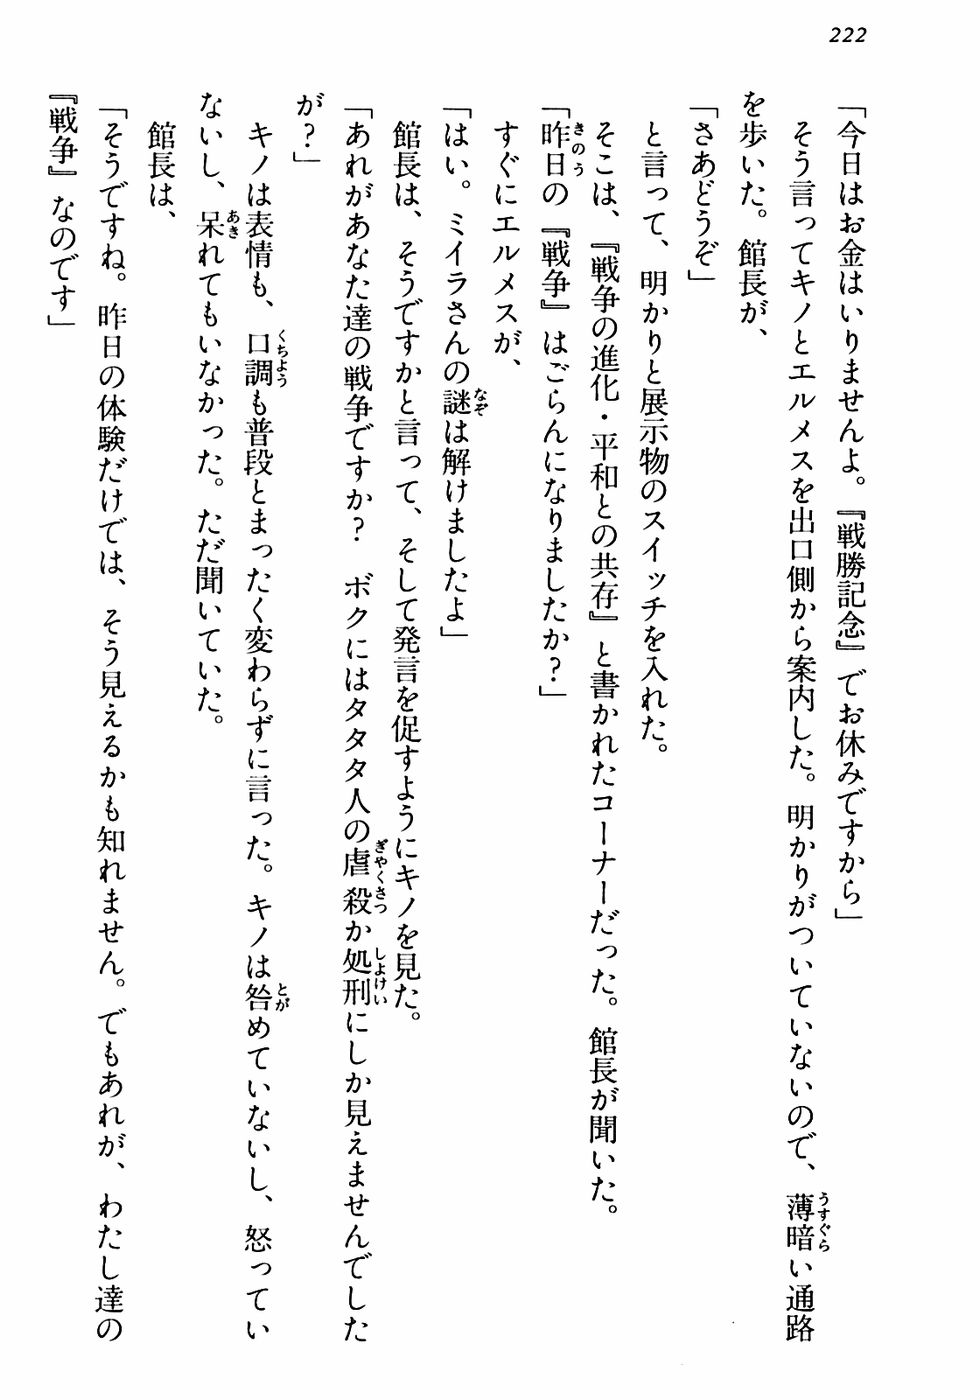 222
「今日はお金はいりませんよ。『戦勝記念』でお休みですから」
そう言ってキノとエルメスを出口側から案内した。明かりがついていないので、薄暗い通路
を歩いた。館長が、
「さあどうぞ」
と言って、明かりと展示物のスイッチを入れた。
そこは、『戦争の進化・平和との共存』と書かれたコーナーだった。館長が聞いた。
「昨日の『戦争』はごらんになりましたか？」
すぐにエルメスが、
「はい。ミイラさんの謎は解けましたよ」
館長は、そうですかと言って、そして発言を促すようにキノを見た。
「あれがあなた達の戦争ですか？　ボクにはタタタ人の虐殺か処刑にしか見えませんでした
が？」
キノは表情も、口調も普段とまったく変わらずに言った。キノは咎めていないし、怒ってい
ないし、呆れてもいなかった。ただ聞いていた。
館長は、
「そうですね。昨日の体験だけでは、そう見えるかも知れません。でもあれが、わたし達の
『戦争』なのです」